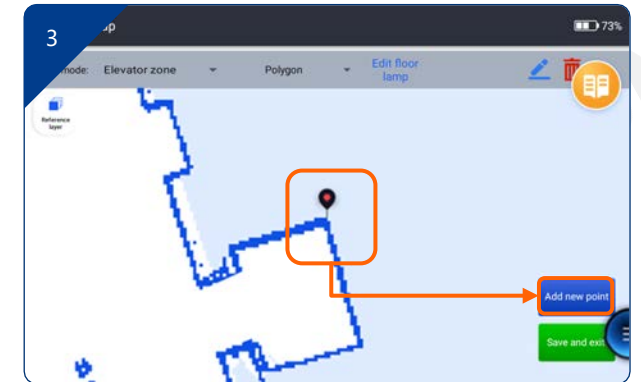 3
73%
mode: Elevator zone Polygon Edit floor
lamp
Reference
layer
Add new point
Save and exit